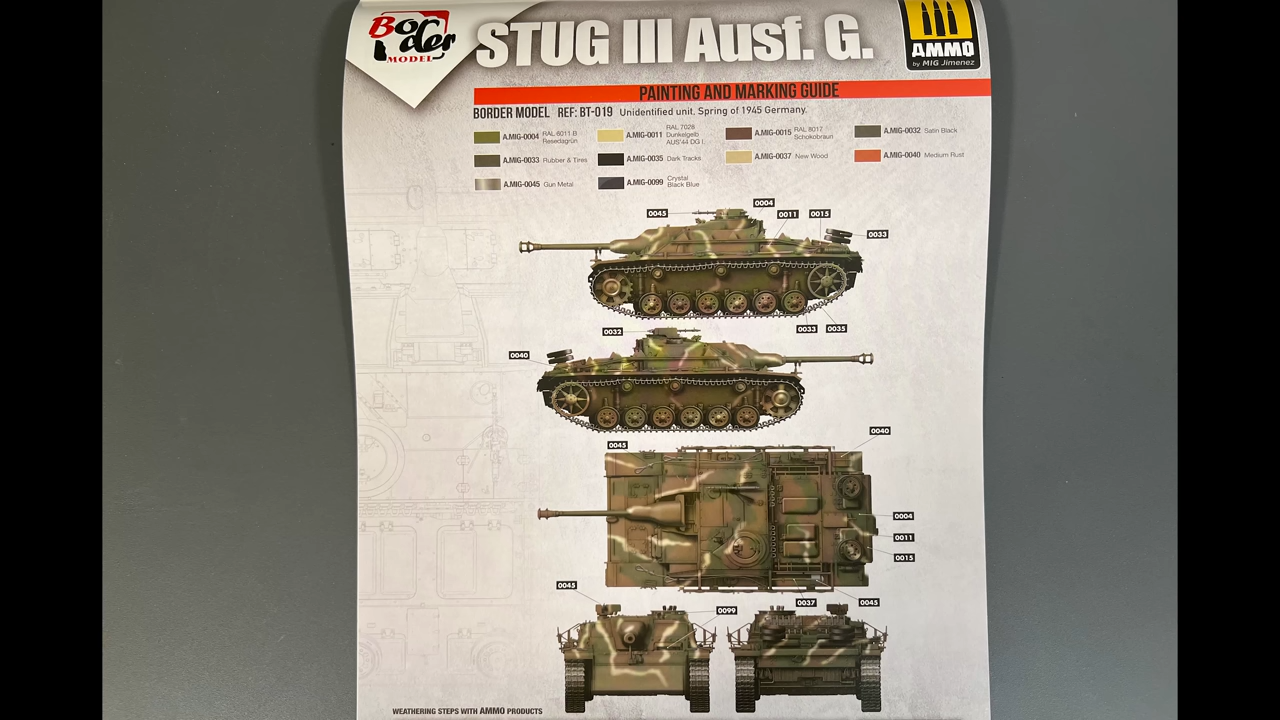 Border
MODEL
STUG III Ausf. G.
AMMO
by MIG Jimenez
PAINTING AND MARKING GUIDE
BORDER MODEL REF: BT-019 Unidentified unit. Spring of 1945 Germany.
A.MIG-0004 RAL 6011 B Resedagrün
A.MIG-0011 RAL 7028 Dunkelgelb AUS'44 DG I.
A.MIG-0015 RAL 8017 Schokobraun
A.MIG-0032 Satin Black
A.MIG-0033 Rubber & Tires
A.MIG-0035 Dark Tracks
A.MIG-0037 New Wood
A.MIG-0040 Medium Rust
A.MIG-0045 Gun Metal
A.MIG-0099 Crystal Black Blue
0004
0045 0011 0015
0033
0033 0035
0032
0040
0040
0045
0004
0011
0015
0045
0037 0045
0099
WEATHERING STEPS WITH AMMO PRODUCTS